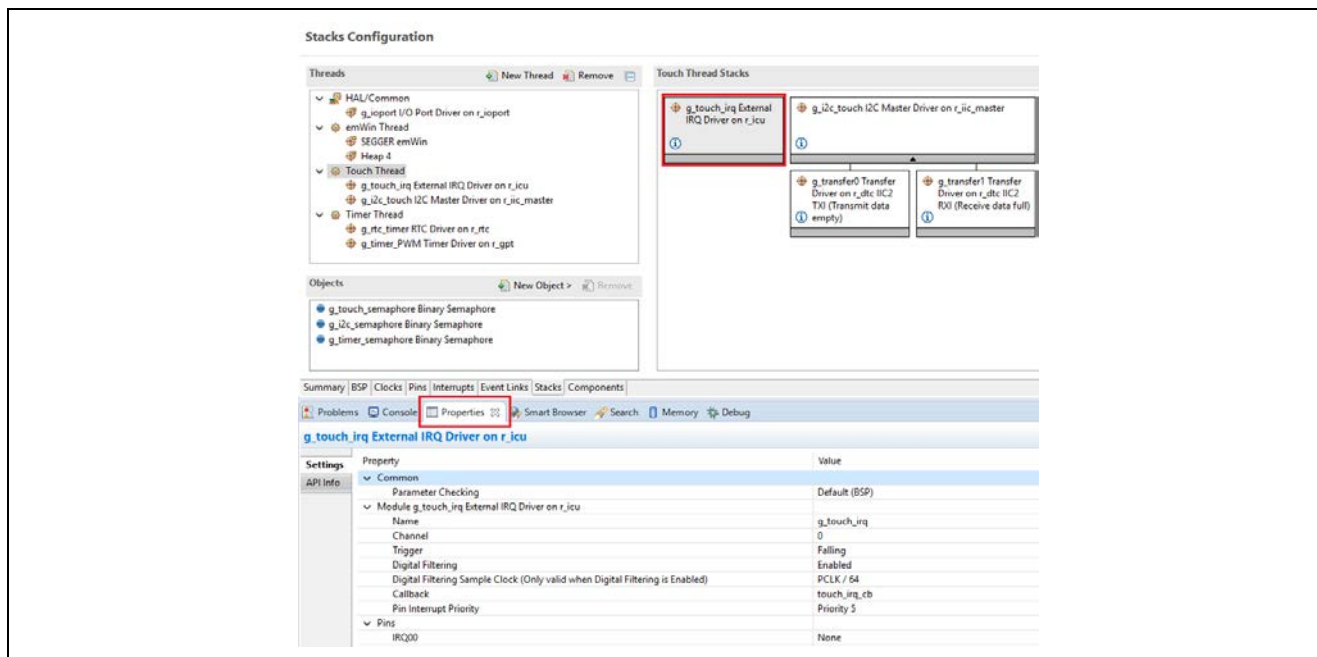 Stacks Configuration
Threads
New Thread
Remove
HAL/Common
g_ioport I/O Port Driver on r_ioport
emWin Thread
SEGGER emWin
Heap 4
Touch Thread
g_touch_irq External IRQ Driver on r_icu
g_i2c_touch I2C Master Driver on r_iic_master
Timer Thread
g_rtc_timer RTC Driver on r_rtc
g_timer_PWM Timer Driver on r_gpt
Touch Thread Stacks
g_touch_irq External
IRQ Driver on r_icu
g_i2c_touch I2C Master Driver on r_iic_master
g_transfer0 Transfer
Driver on r_dtc IIC2
TXI (Transmit data
empty)
g_transfer1 Transfer
Driver on r_dtc IIC2
RXI (Receive data full)
Objects
New Object >
Remove
g_touch_semaphore Binary Semaphore
g_i2c_semaphore Binary Semaphore
g_timer_semaphore Binary Semaphore
Summary BSP Clocks Pins Interrupts Event Links Stacks Components
Problems Console Properties Smart Browser Search Memory Debug
g_touch_irq External IRQ Driver on r_icu
Settings
API Info
Property Value
Common
Parameter Checking Default (BSP)
Module g_touch_irq External IRQ Driver on r_icu
Name g_touch_irq
Channel 0
Trigger Falling
Digital Filtering Enabled
Digital Filtering Sample Clock (Only valid when Digital Filtering is Enabled) PCLK / 64
Callback touch_irq_cb
Pin Interrupt Priority Priority 5
Pins
IRQ00 None